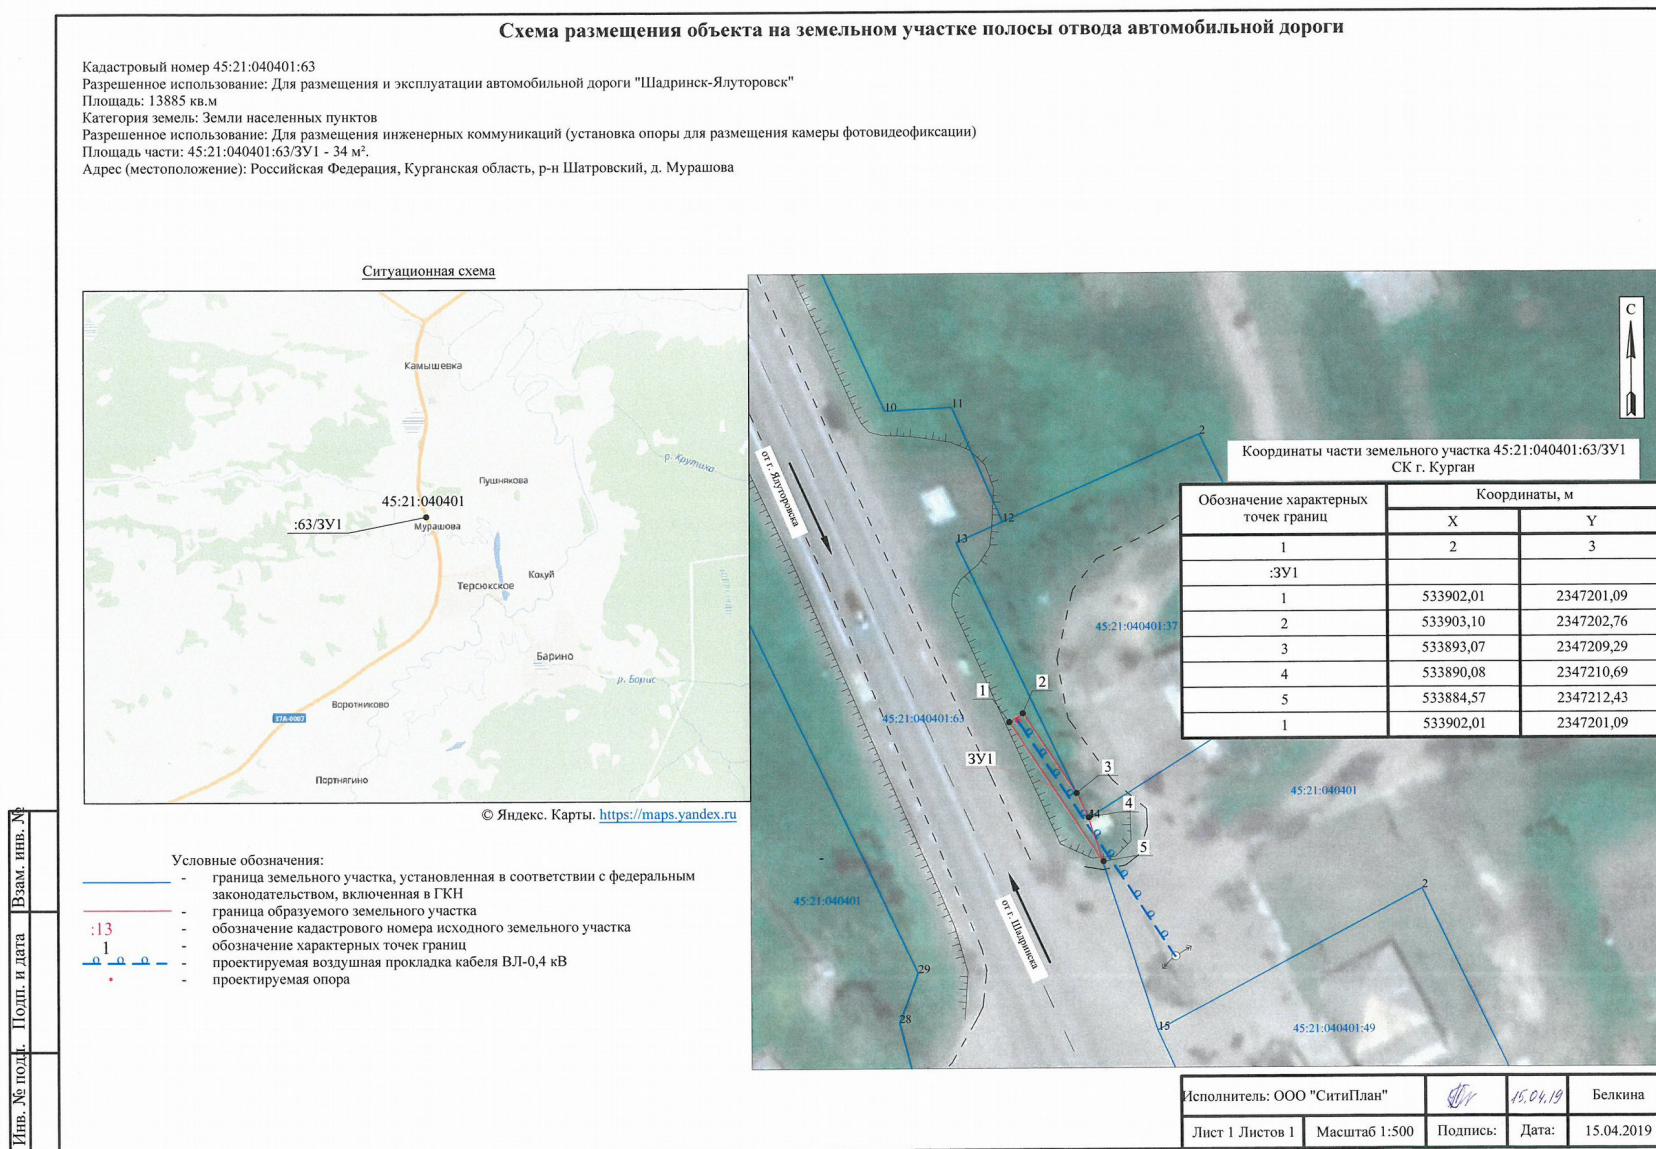 Схема размещения объекта на земельном участке полосы отвода автомобильной дороги
Кадастровый номер 45:21:040401:63
Разрешенное использование: Для размещения и эксплуатации автомобильной дороги "Шадринск-Ялуторовск"
Площадь: 13885 кв.м
Категория земель: Земли населенных пунктов
Разрешенное использование: Для размещения инженерных коммуникаций (установка опоры для размещения камеры фотовидеофиксации)
Площадь части: 45:21:040401:63/ЗУ1 - 34 м².
Адрес (местоположение): Российская Федерация, Курганская область, р-н Шатровский, д. Мурашова
Ситуационная схема
Камышевка
р. Крутиха
Пушнякова
45:21:040401
:63/ЗУ1
Мурашова
Кокуй
Терсюкское
Барино
р. Борис
Воротниково
37А-0007
Портнягино
© Яндекс. Карты. https://maps.yandex.ru
Условные обозначения:
- граница земельного участка, установленная в соответствии с федеральным
законодательством, включенная в ГКН
- граница образуемого земельного участка
:13 - обозначение кадастрового номера исходного земельного участка
1 - обозначение характерных точек границ
- проектируемая воздушная прокладка кабеля ВЛ-0,4 кВ
- проектируемая опора
С
10
11
2
12
13
от г. Ялуторовска
45:21:040401:37
1
2
45:21:040401:63
ЗУ1
3
4
14
5
45:21:040401
45:21:040401
от г. Шадринска
2
29
28
15
45:21:040401:49
Координаты части земельного участка 45:21:040401:63/ЗУ1
СК г. Курган
Обозначение характерных точек границ Координаты, м
X Y
1 2 3
:ЗУ1
1 533902,01 2347201,09
2 533903,10 2347202,76
3 533893,07 2347209,29
4 533890,08 2347210,69
5 533884,57 2347212,43
1 533902,01 2347201,09
Исполнитель: ООО "СитиПлан" 15.04.19 Белкина
Лист 1 Листов 1 Масштаб 1:500 Подпись: Дата: 15.04.2019
Взам. инв. №
Подп. и дата
Инв. № подл.